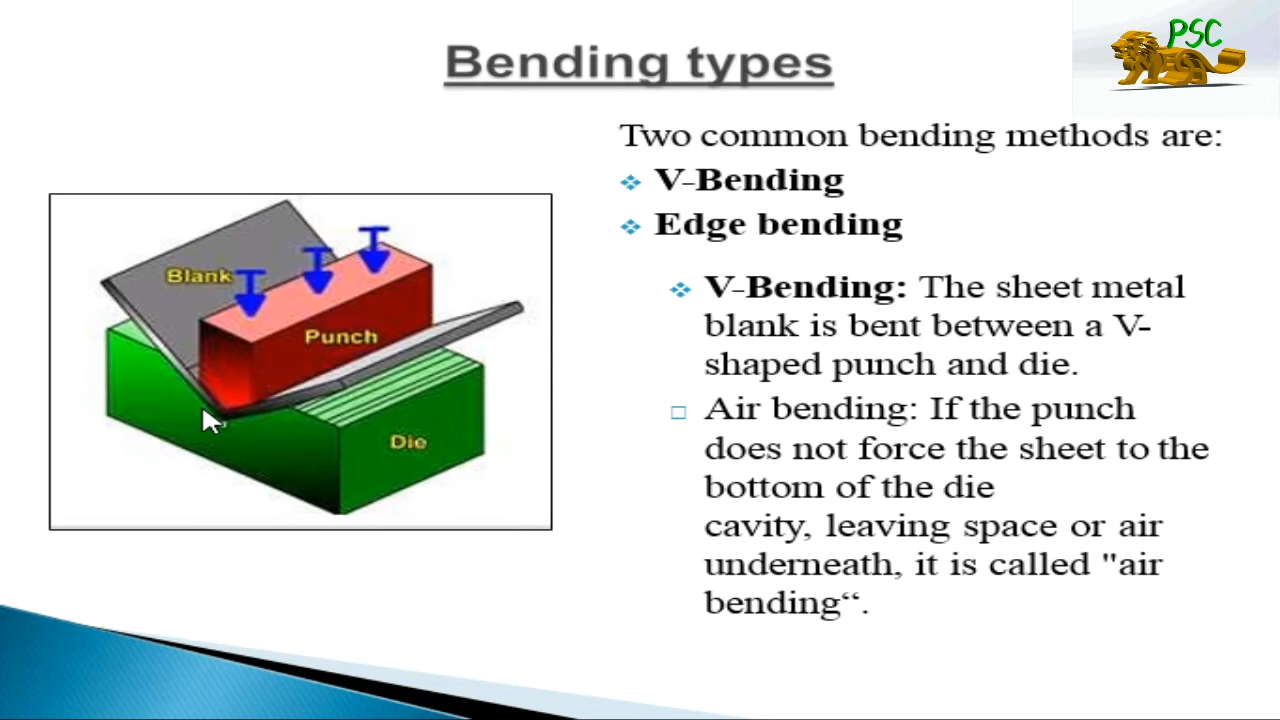 Bending types
PSC
Two common bending methods are:
V-Bending
Edge bending
Blank
Punch
Die
V-Bending: The sheet metal
blank is bent between a V-
shaped punch and die.
Air bending: If the punch
does not force the sheet to the
bottom of the die
cavity, leaving space or air
underneath, it is called "air
bending“.